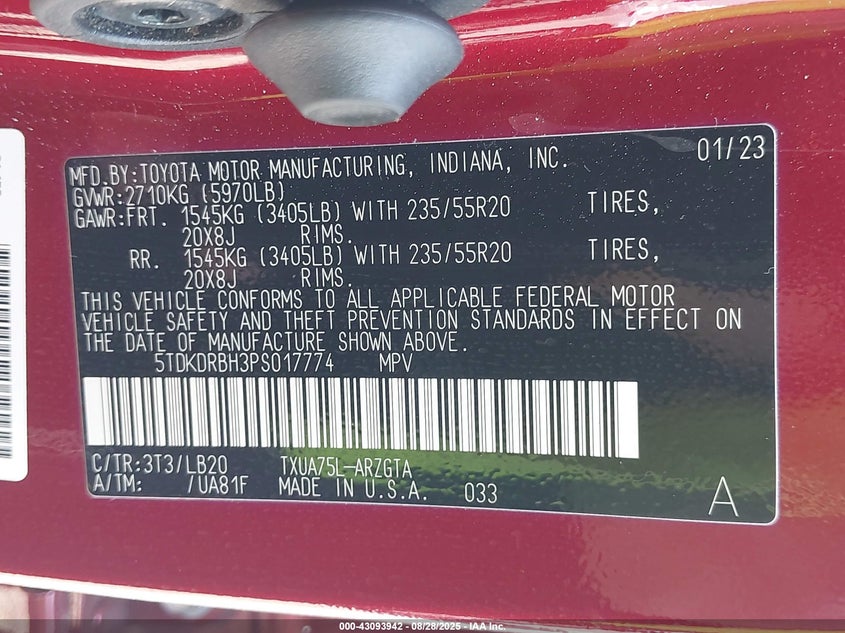 MFD.BY:TOYOTA MOTOR MANUFACTURING, INDIANA, INC. 01/23
GVWR:2710KG (5970LB)
GAWR:FRT. 1545KG (3405LB) WITH 235/55R20 TIRES,
20X8J RIMS.
RR. 1545KG (3405LB) WITH 235/55R20 TIRES,
20X8J RIMS.
THIS VEHICLE CONFORMS TO ALL APPLICABLE FEDERAL MOTOR
VEHICLE SAFETY AND THEFT PREVENTION STANDARDS IN EFFECT ON
THE DATE OF MANUFACTURE SHOWN ABOVE.
5TDKDRBH3PS017774 MPV
C/TR:3T3/LB20 TXUA75L-ARZGTA
A/TM: /UA81F MADE IN U.S.A. 033 A
000-43093942 - 08/28/2025 - IAA Inc.